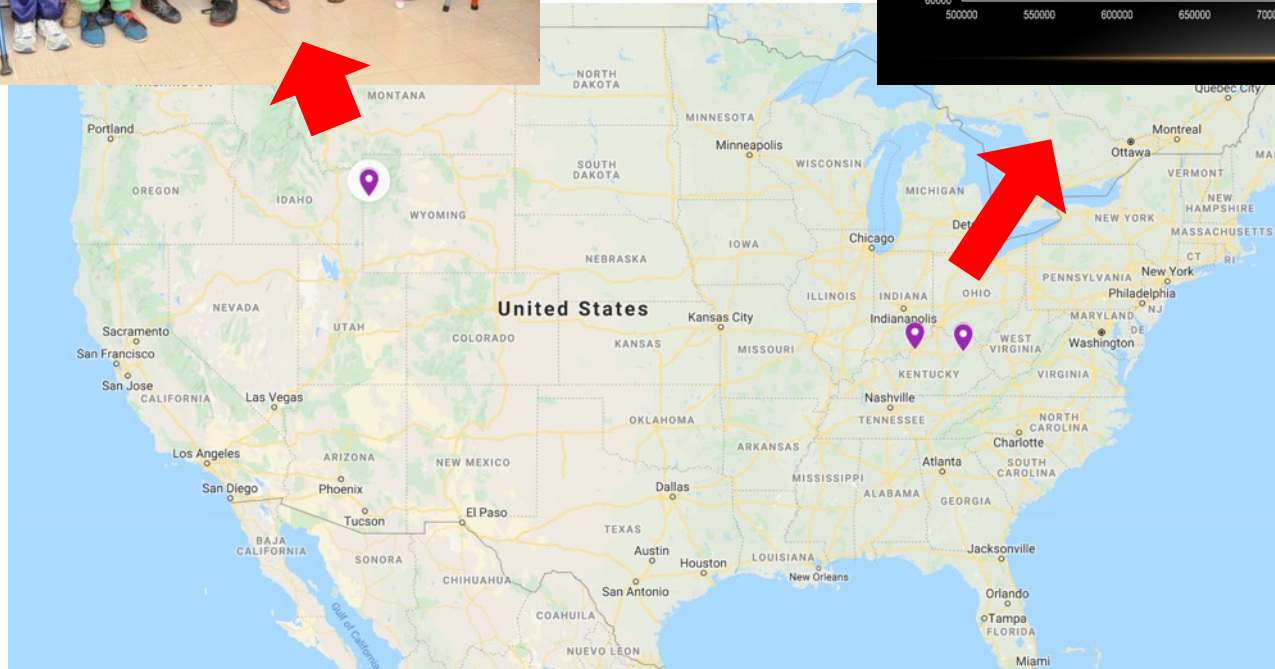 60000
500000 550000 600000 650000
NORTH
DAKOTA
MONTANA
Quebec City
MINNESOTA
Portland
Minneapolis
Montreal
Ottawa
WISCONSIN
SOUTH
DAKOTA
VERMONT
OREGON
IDAHO
MICHIGAN
WYOMING
NEW
HAMPSHIRE
NEW YORK
MASSACHUSETTS
Det
Chicago
IOWA
CT RI
NEBRASKA
PENNSYLVANIA
New York
Philadelphia
ILLINOIS
INDIANA
OHIO
NEVADA
United States
NJ
Indianapolis
Kansas City
MARYLAND
DE
Sacramento
UTAH
COLORADO
KANSAS
MISSOURI
WEST
VIRGINIA
Washington
San Francisco
San Jose
KENTUCKY
VIRGINIA
CALIFORNIA
Las Vegas
Nashville
TENNESSEE
OKLAHOMA
NORTH
CAROLINA
Charlotte
ARKANSAS
Los Angeles
ARIZONA
NEW MEXICO
Atlanta
SOUTH
CAROLINA
San Diego
Phoenix
Dallas
MISSISSIPPI
ALABAMA
GEORGIA
Tucson
El Paso
TEXAS
BAJA
CALIFORNIA
SONORA
Austin
Houston
LOUISIANA
Jacksonville
New Orleans
CHIHUAHUA
San Antonio
Orlando
Tampa
FLORIDA
COAHUILA
Gulf of California
NUEVO LEON
Miami